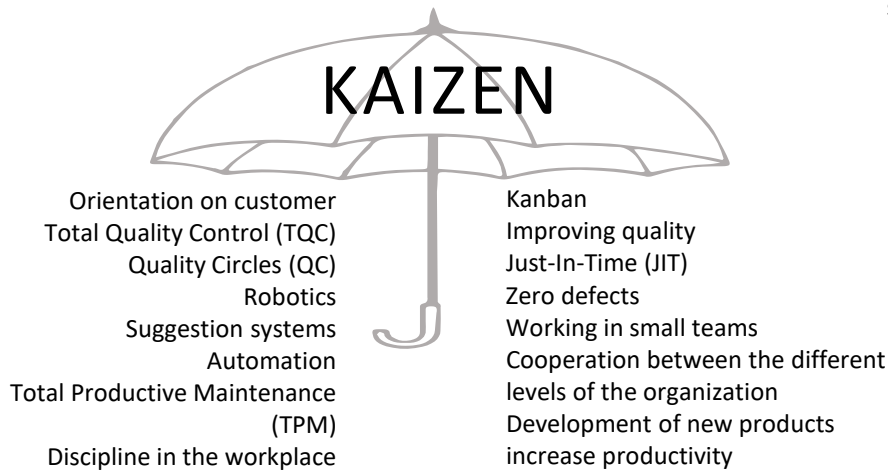 KAIZEN
Orientation on customer
Total Quality Control (TQC)
Quality Circles (QC)
Robotics
Suggestion systems
Automation
Total Productive Maintenance
(TPM)
Discipline in the workplace
Kanban
Improving quality
Just-In-Time (JIT)
Zero defects
Working in small teams
Cooperation between the different
levels of the organization
Development of new products
increase productivity